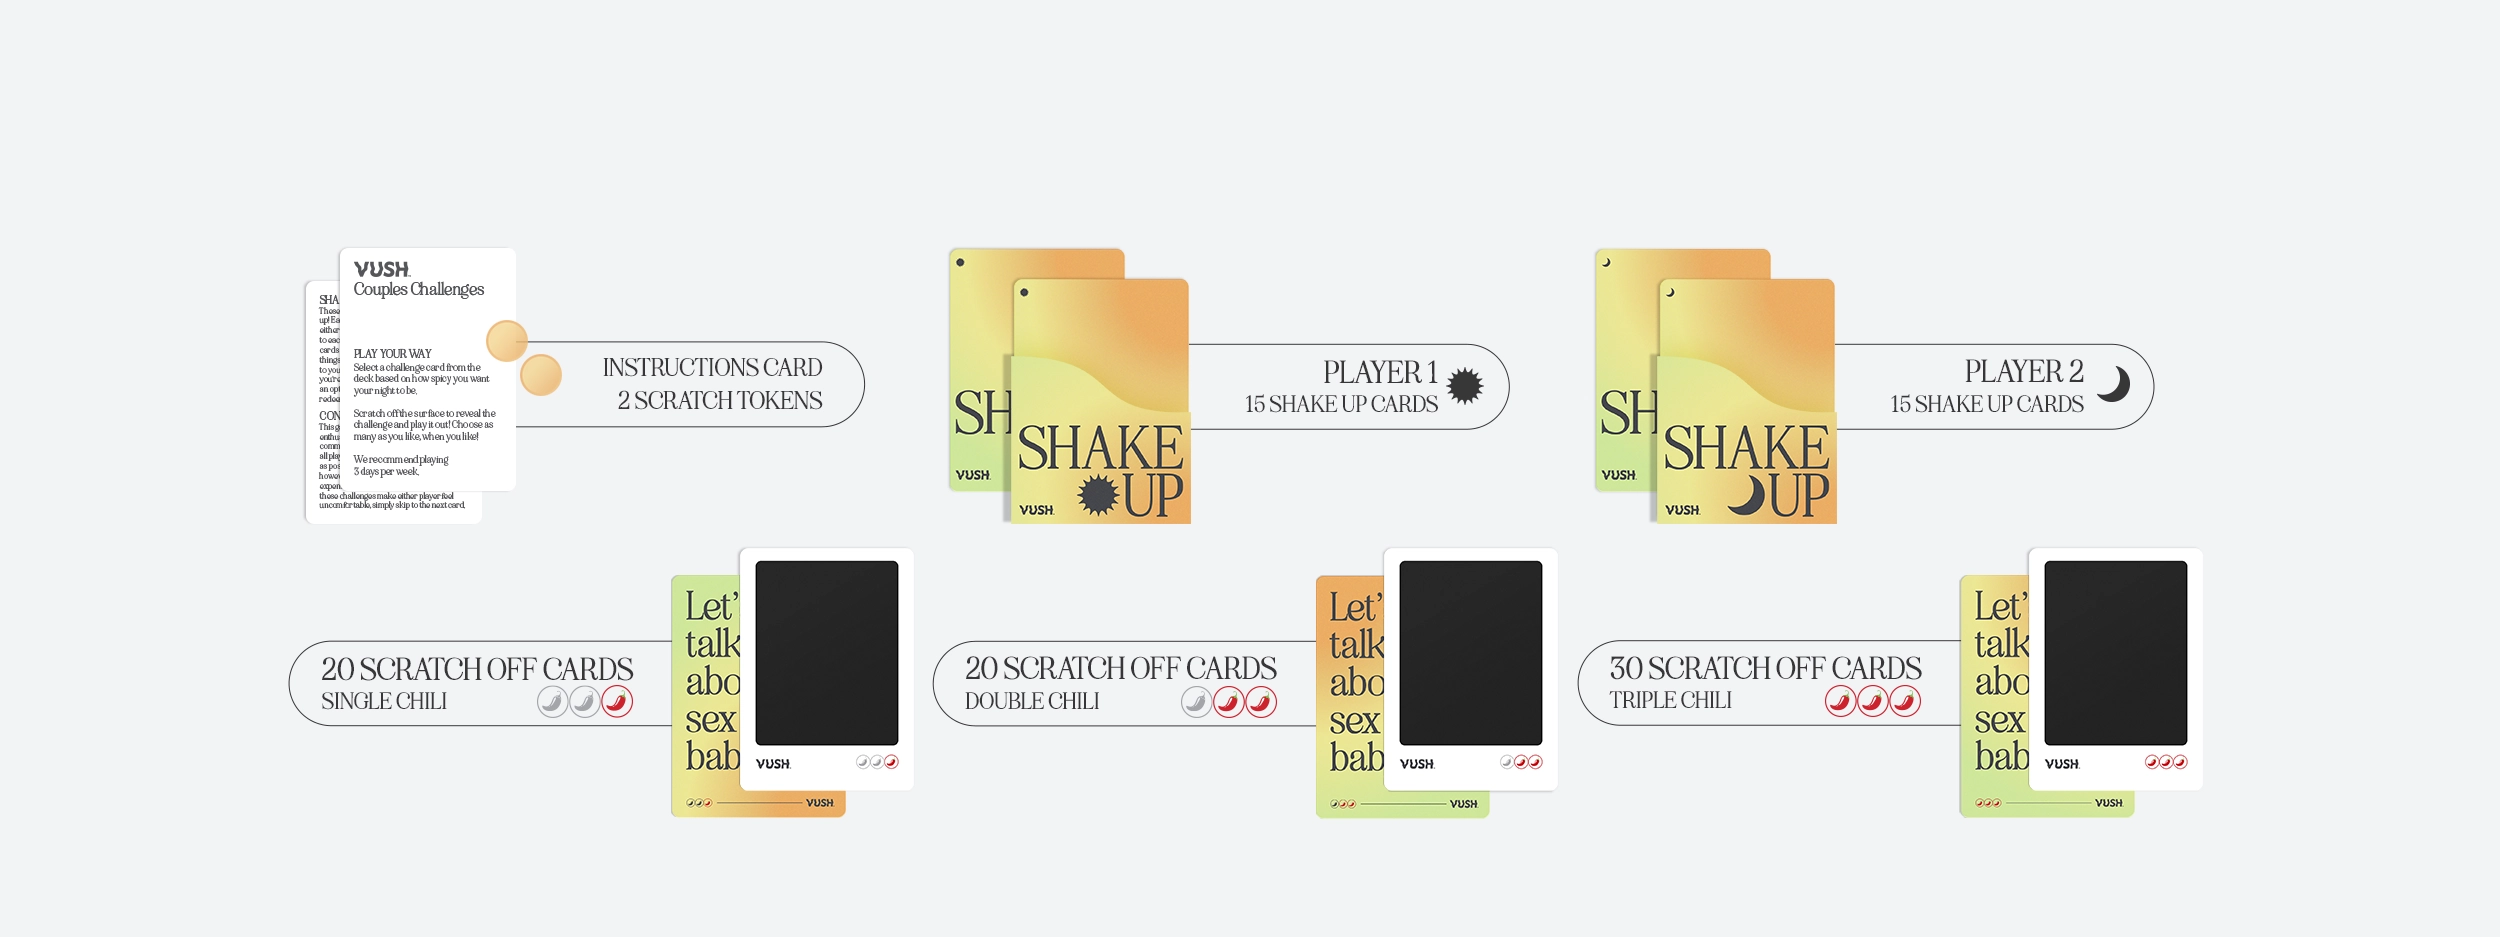 VUSH
Couples Challenges
PLAY YOUR WAY
Select a challenge card from the
deck based on how spicy you want
your night to be.
Scratch off the surface to reveal the
challenge and play it out! Choose as
many as you like, when you like!
We recommend playing
3 days per week.
SHA
These
up! Ea
either
to eac
cards
things
to you
you're
an opt
redee
CON
This g
enthu
comm
all play
as pos
howe
expen
these challenges make either player feel
uncomfortable, simply skip to the next card.
INSTRUCTIONS CARD
2 SCRATCH TOKENS
SH
VUSH
SHAKE
UP
VUSH
PLAYER 1
15 SHAKE UP CARDS
SH
VUSH
SHAKE
UP
VUSH
PLAYER 2
15 SHAKE UP CARDS
20 SCRATCH OFF CARDS
SINGLE CHILI
Let'
talk
abo
sex
bab
VUSH
VUSH
20 SCRATCH OFF CARDS
DOUBLE CHILI
Let'
talk
abo
sex
bab
VUSH
VUSH
30 SCRATCH OFF CARDS
TRIPLE CHILI
Let'
talk
abo
sex
bab
VUSH
VUSH